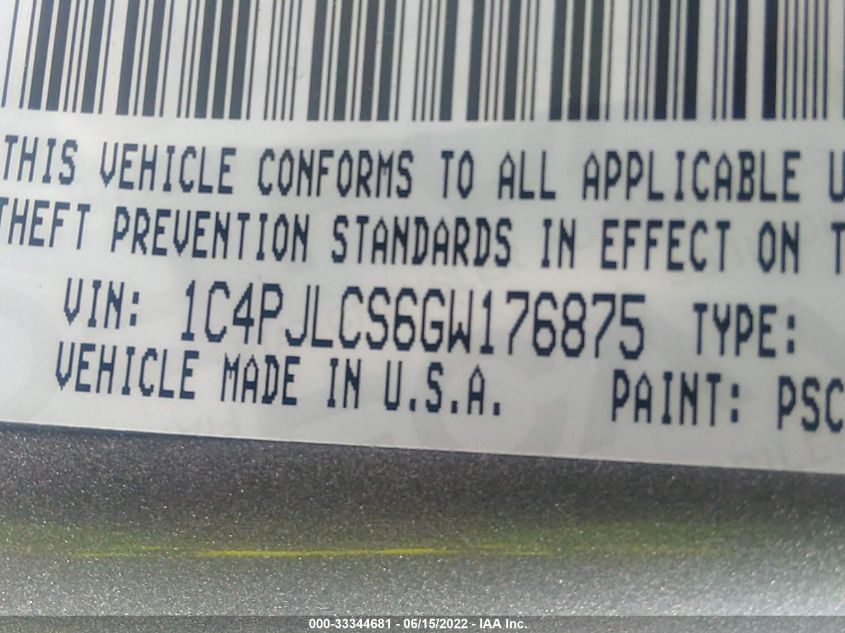 THIS VEHICLE CONFORMS TO ALL APPLICABLE U
THEFT PREVENTION STANDARDS IN EFFECT ON T
VIN: 1C4PJLCS6GW176875 TYPE:
VEHICLE MADE IN U.S.A. PAINT: PSC
000-33344681 - 06/15/2022 - IAA Inc.